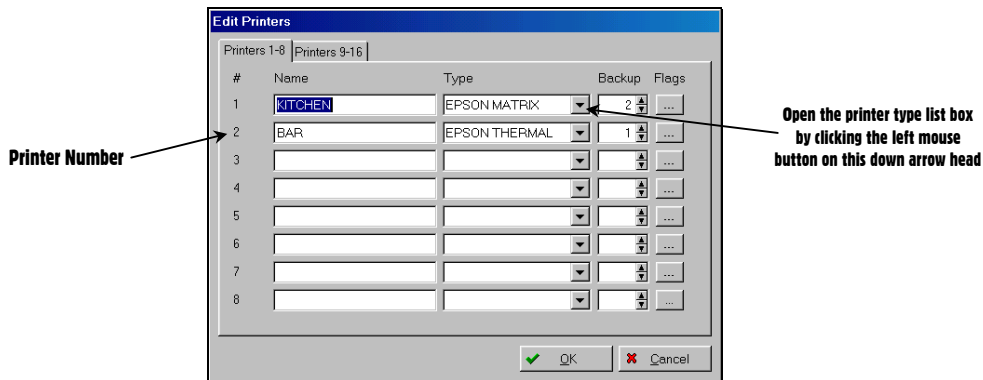 Edit Printers
Printers 1-8 Printers 9-16
# Name Type Backup Flags
1 KITCHEN EPSON MATRIX 2 ...
2 BAR EPSON THERMAL 1 ...
3 ...
4 ...
5 ...
6 ...
7 ...
8 ...
OK Cancel
Printer Number
Open the printer type list box
by clicking the left mouse
button on this down arrow head